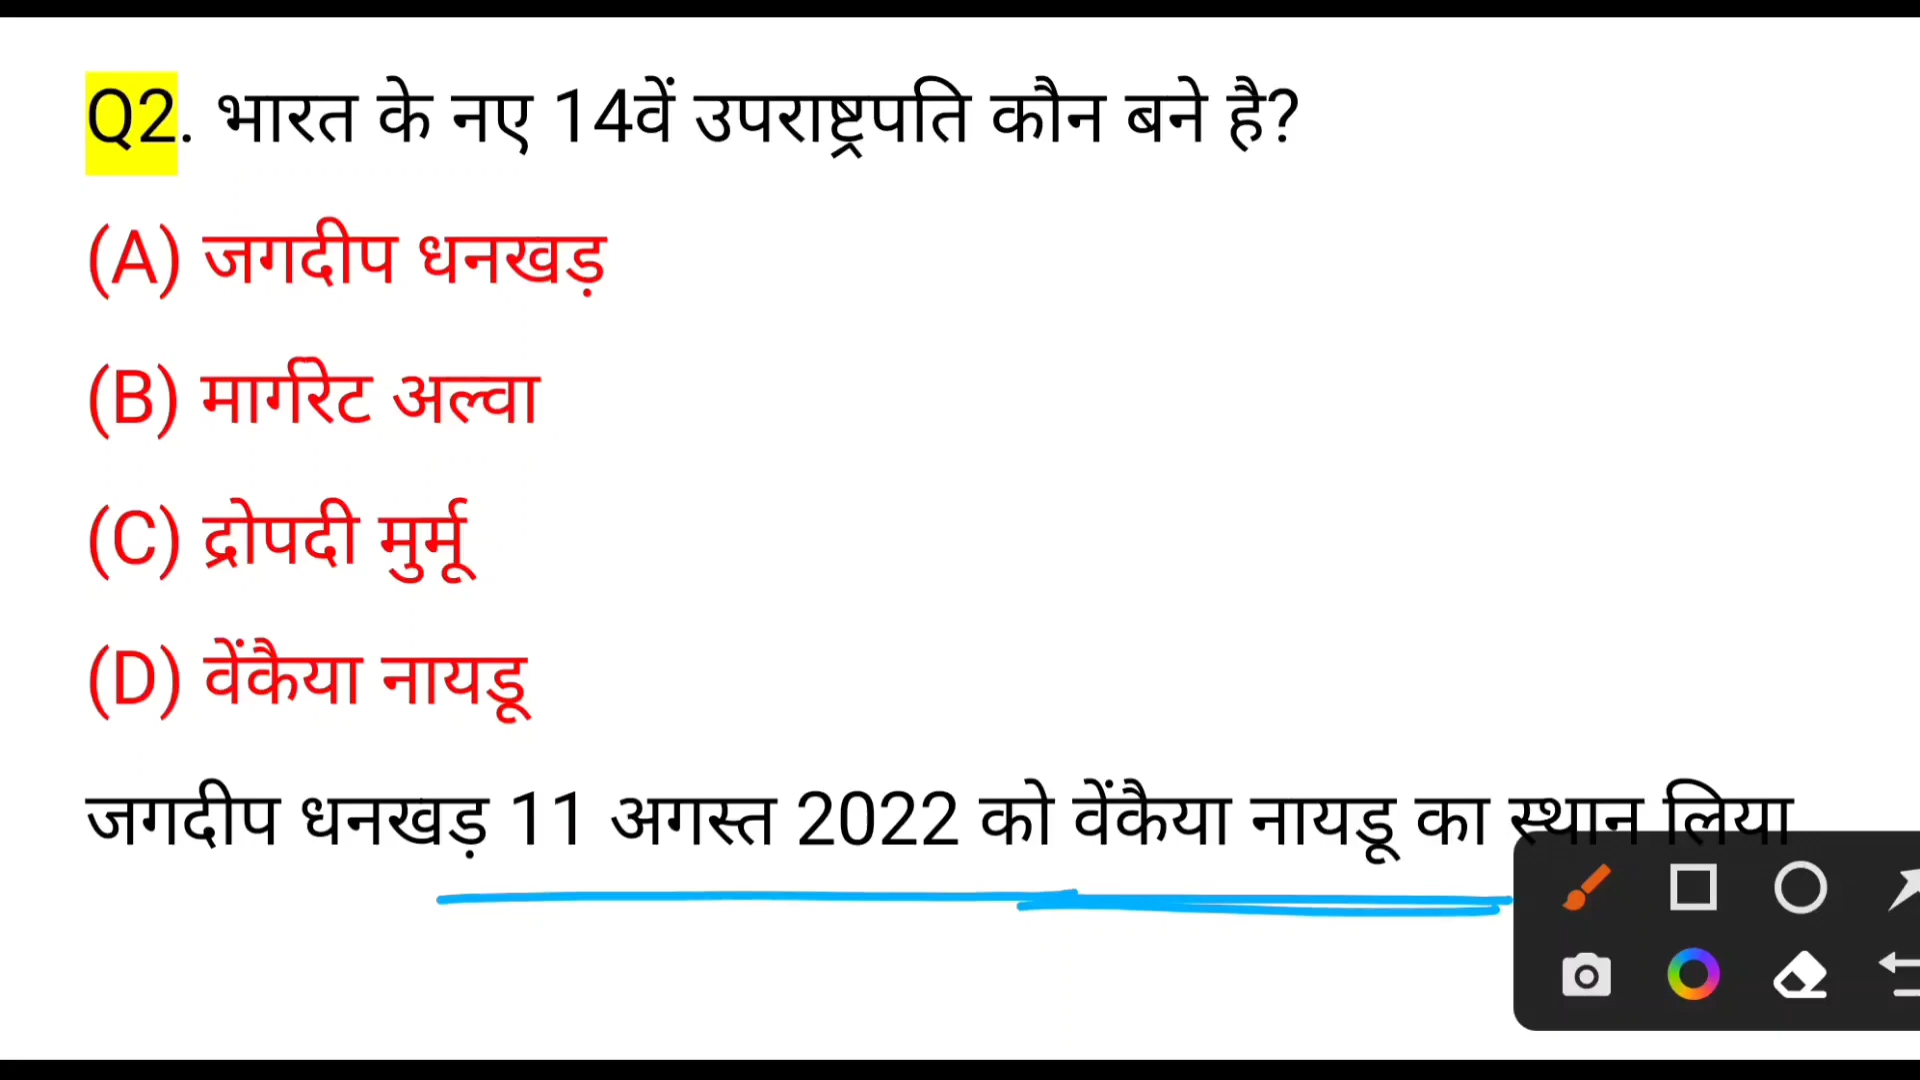 Q2. भारत के नए 14वें उपराष्ट्रपति कौन बने है?
(A) जगदीप धनखड़
(B) मार्गरेट अल्वा
(C) द्रोपदी मुर्मू
(D) वेंकैया नायडू
जगदीप धनखड़ 11 अगस्त 2022 को वेंकैया नायडू का स्थान लिया